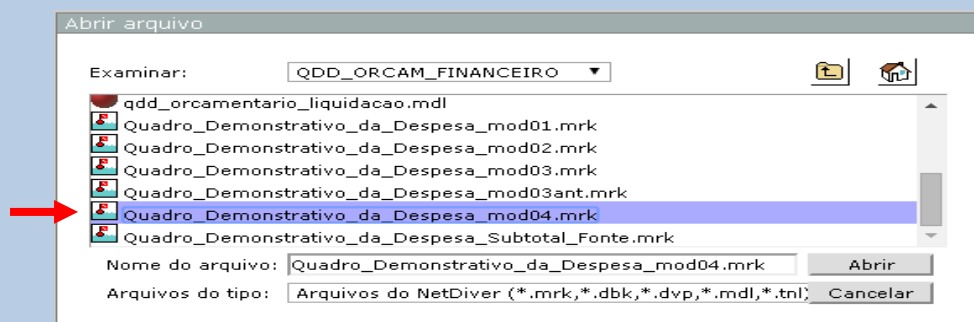 Abrir arquivo
Examinar: QDD_ORCAM_FINANCEIRO
qdd_orcamentario_liquidacao.mdl
Quadro_Demonstrativo_da_Despesa_mod01.mrk
Quadro_Demonstrativo_da_Despesa_mod02.mrk
Quadro_Demonstrativo_da_Despesa_mod03.mrk
Quadro_Demonstrativo_da_Despesa_mod03ant.mrk
Quadro_Demonstrativo_da_Despesa_mod04.mrk
Quadro_Demonstrativo_da_Despesa_Subtotal_Fonte.mrk
Nome do arquivo: Quadro_Demonstrativo_da_Despesa_mod04.mrk Abrir
Arquivos do tipo: Arquivos do NetDiver (*.mrk,*.dbk,*.dvp,*.mdl,*.tnl) Cancelar